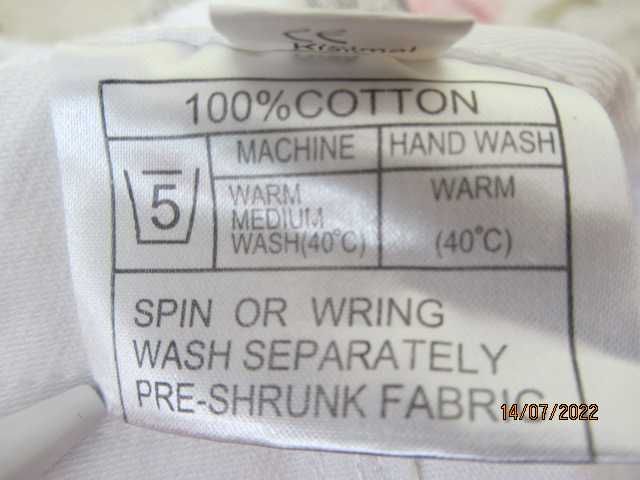 100%COTTON
MACHINE HAND WASH
5
WARM WARM
MEDIUM
WASH(40°C) (40°C)
SPIN OR WRING
WASH SEPARATELY
PRE-SHRUNK FABRIC
14/07/2022